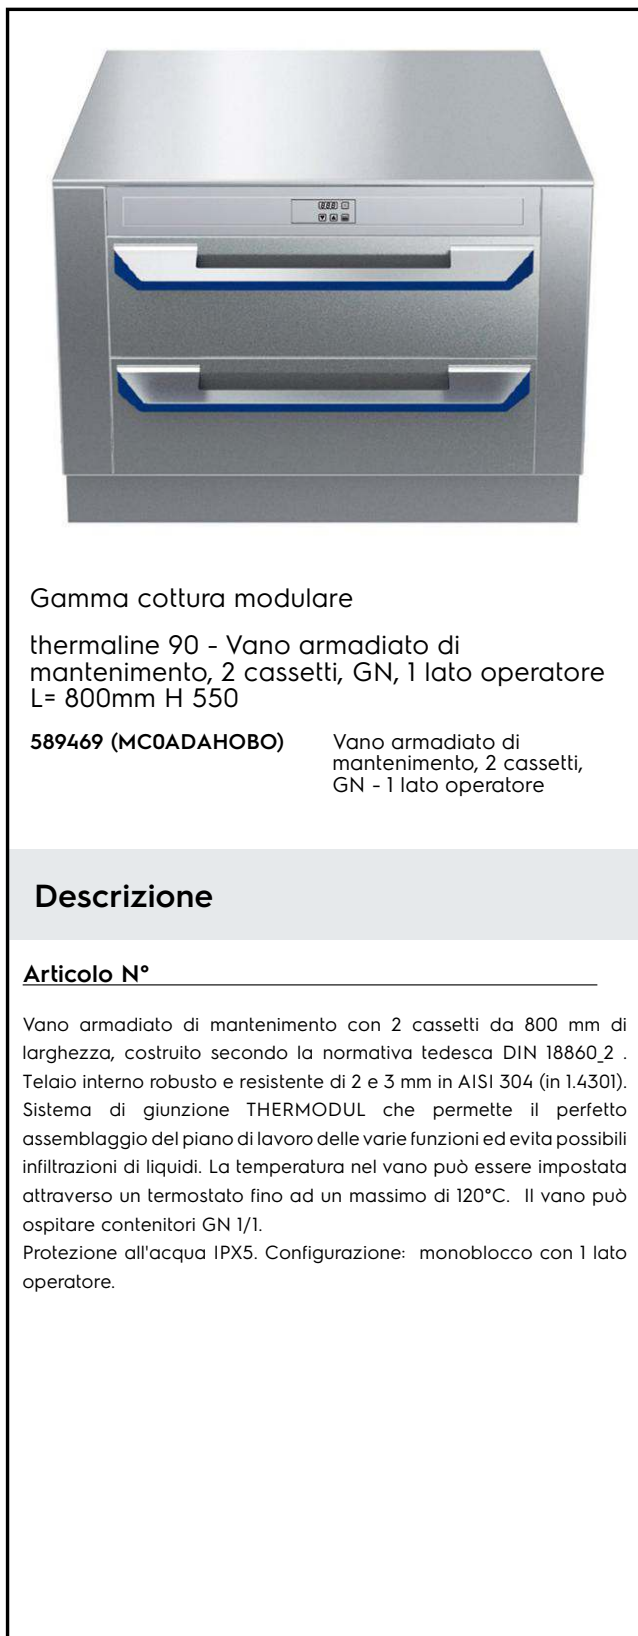 Gamma cottura modulare
thermaline 90 - Vano armadiato di
mantenimento, 2 cassetti, GN, 1 lato operatore
L= 800mm H 550
589469 (MC0ADAHOBO)
Vano armadiato di
mantenimento, 2 cassetti,
GN - 1 lato operatore
Descrizione
Articolo N°
Vano armadiato di mantenimento con 2 cassetti da 800 mm di
larghezza, costruito secondo la normativa tedesca DIN 18860_2 .
Telaio interno robusto e resistente di 2 e 3 mm in AISI 304 (in 1.4301).
Sistema di giunzione THERMODUL che permette il perfetto
assemblaggio del piano di lavoro delle varie funzioni ed evita possibili
infiltrazioni di liquidi. La temperatura nel vano può essere impostata
attraverso un termostato fino ad un massimo di 120°C. Il vano può
ospitare contenitori GN 1/1.
Protezione all'acqua IPX5. Configurazione: monoblocco con 1 lato
operatore.